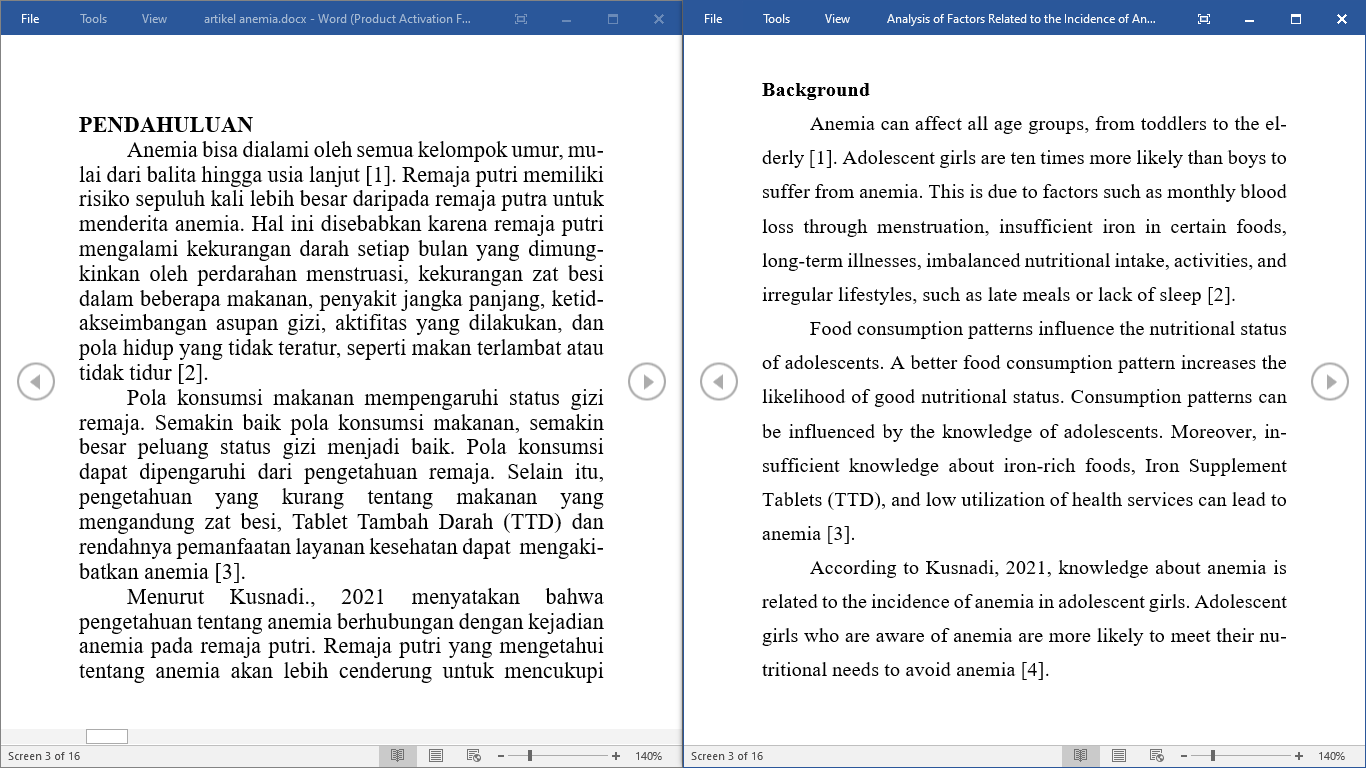 File Tools View artikel anemia.docx - Word (Product Activation F...
PENDAHULUAN
Anemia bisa dialami oleh semua kelompok umur, mu-
lai dari balita hingga usia lanjut [1]. Remaja putri memiliki
risiko sepuluh kali lebih besar daripada remaja putra untuk
menderita anemia. Hal ini disebabkan karena remaja putri
mengalami kekurangan darah setiap bulan yang dimung-
kinkan oleh perdarahan menstruasi, kekurangan zat besi
dalam beberapa makanan, penyakit jangka panjang, ketid-
akseimbangan asupan gizi, aktifitas yang dilakukan, dan
pola hidup yang tidak teratur, seperti makan terlambat atau
tidak tidur [2].
Pola konsumsi makanan mempengaruhi status gizi
remaja. Semakin baik pola konsumsi makanan, semakin
besar peluang status gizi menjadi baik. Pola konsumsi
dapat dipengaruhi dari pengetahuan remaja. Selain itu,
pengetahuan yang kurang tentang makanan yang
mengandung zat besi, Tablet Tambah Darah (TTD) dan
rendahnya pemanfaatan layanan kesehatan dapat mengaki-
batkan anemia [3].
Menurut Kusnadi., 2021 menyatakan bahwa
pengetahuan tentang anemia berhubungan dengan kejadian
anemia pada remaja putri. Remaja putri yang mengetahui
tentang anemia akan lebih cenderung untuk mencukupi
Screen 3 of 16 140%
File Tools View Analysis of Factors Related to the Incidence of An...
Background
Anemia can affect all age groups, from toddlers to the el-
derly [1]. Adolescent girls are ten times more likely than boys to
suffer from anemia. This is due to factors such as monthly blood
loss through menstruation, insufficient iron in certain foods,
long-term illnesses, imbalanced nutritional intake, activities, and
irregular lifestyles, such as late meals or lack of sleep [2].
Food consumption patterns influence the nutritional status
of adolescents. A better food consumption pattern increases the
likelihood of good nutritional status. Consumption patterns can
be influenced by the knowledge of adolescents. Moreover, in-
sufficient knowledge about iron-rich foods, Iron Supplement
Tablets (TTD), and low utilization of health services can lead to
anemia [3].
According to Kusnadi, 2021, knowledge about anemia is
related to the incidence of anemia in adolescent girls. Adolescent
girls who are aware of anemia are more likely to meet their nu-
tritional needs to avoid anemia [4].
Screen 3 of 16 140%